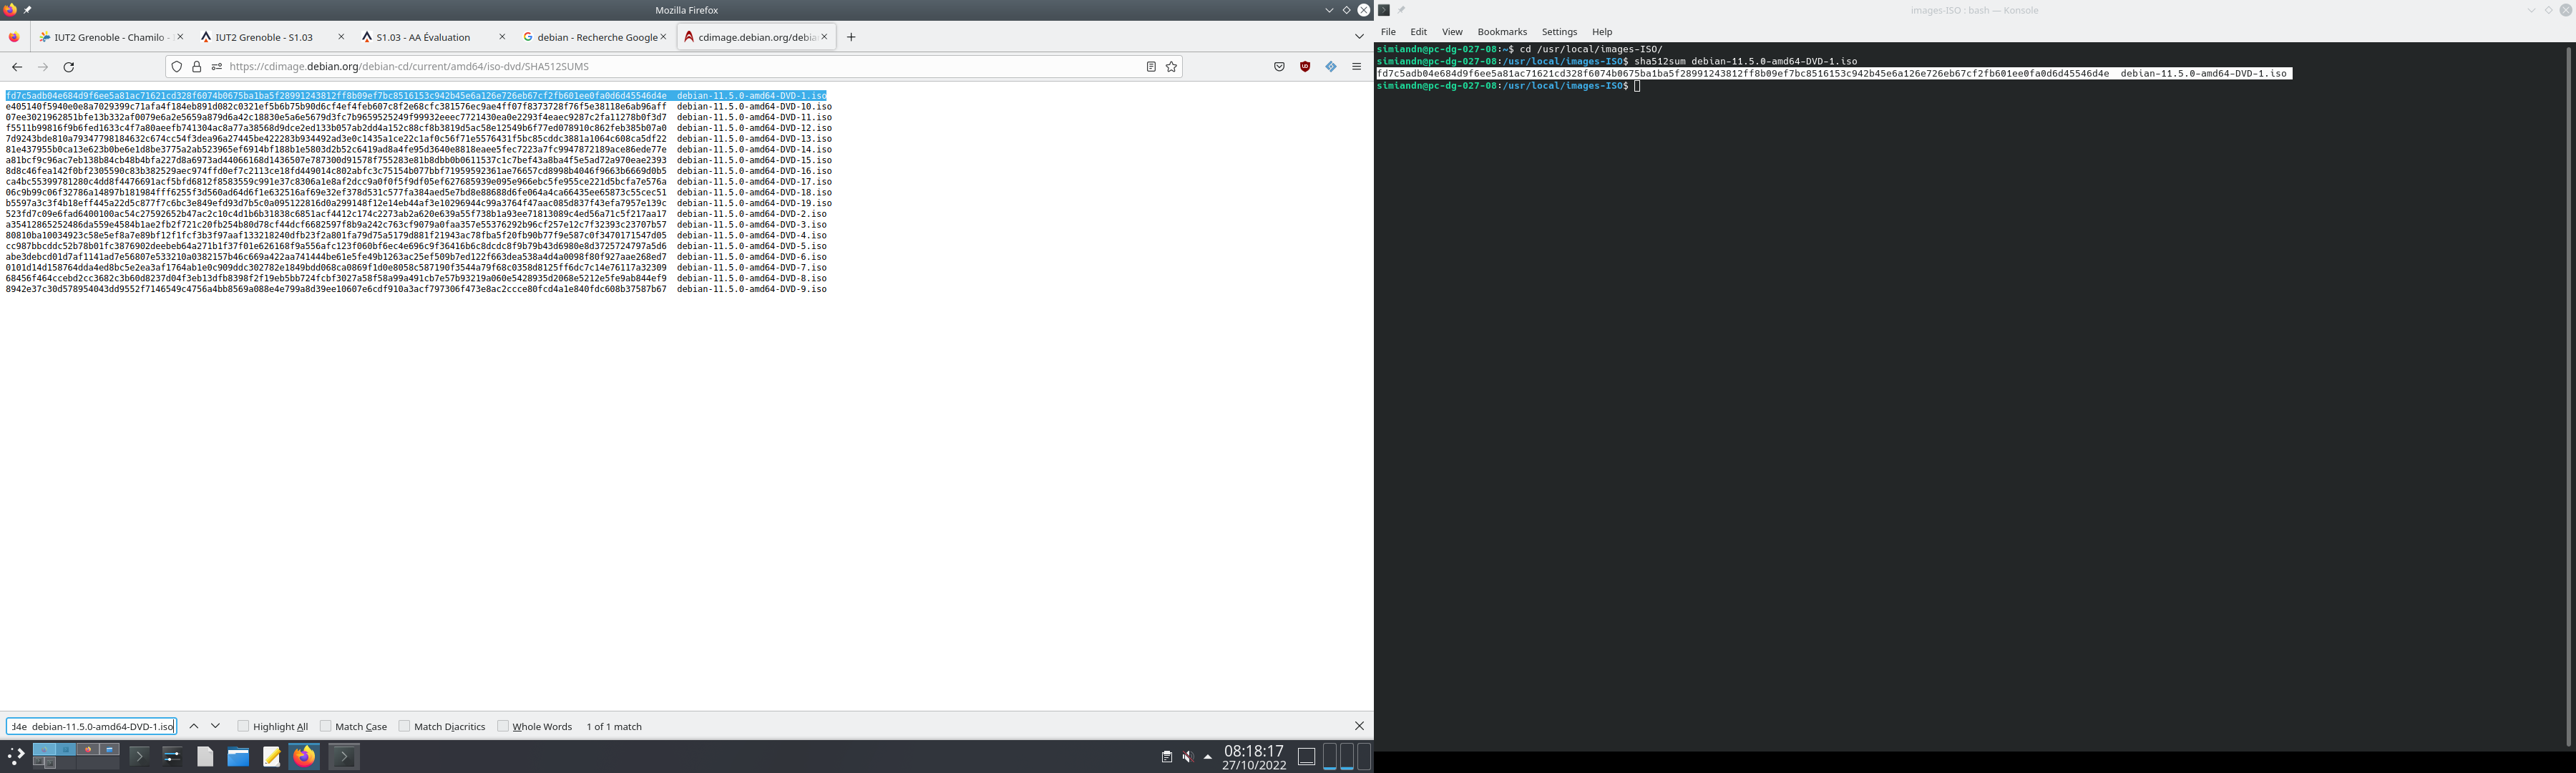 Mozilla Firefox
IUT2 Grenoble - Chamilo -
IUT2 Grenoble - S1.03
S1.03 - AA Évaluation
debian - Recherche Google
cdimage.debian.org/debia
https://cdimage.debian.org/debian-cd/current/amd64/iso-dvd/SHA512SUMS
fd7c5adb04e684d9f6ee5a81ac71621cd328f6074b0675ba1ba5f28991243812ff8b09ef7bc8516153c942b45e6a126e726eb67cf2fb601ee0fa0d6d45546d4e debian-11.5.0-amd64-DVD-1.iso
e405140f5940e0e8a7029399c71afa4f184eb891d082c0321ef5b6b75b90d6cf4ef4feb607c8f2e68cfc381576ec9ae4ff07f8373728f76f5e38118e6ab96aff debian-11.5.0-amd64-DVD-10.iso
07ee3021962851bfe13b332af0079e6a2e5659a879d6a42c18830e5a6e5679d3fc7b9659525249f99932eeec7721430ea0e2293f4eaec9287c2fa11278b0f3d7 debian-11.5.0-amd64-DVD-11.iso
f5511b99816f9b6fed1633c4f7a80aeefb741304ac8a77a38568d9dce2ed133b057ab2dd4a152c88cf8b3819d5ac58e12549b6f77ed078910c862feb385b07a0 debian-11.5.0-amd64-DVD-12.iso
7d9243bde810a79347798184632c674cc54f3dea96a27445be422283b934492ad3e0c1435a1ce22c1af0c56f71e5576431f5bc85cddc3881a1064c608ca5df22 debian-11.5.0-amd64-DVD-13.iso
81e437955b0ca13e623b0be6e1d8be3775a2ab523965ef6914bf188b1e5803d2b52c6419ad8a4fe95d3640e8818eaee5fec7223a7fc9947872189ace86ede77e debian-11.5.0-amd64-DVD-14.iso
a81bcf9c96ac7eb138b84cb48b4bfa227d8a6973ad44066168d1436507e787300d91578f755283e81b8dbb0b0611537c1c7bef43a8ba4f5e5ad72a970eae2393 debian-11.5.0-amd64-DVD-15.iso
8d8c46fea142f0bf2305590c83b382529aec974ffd0ef7c2113ce18fd449014c802abfc3c75154b077bbf71959592361ae76657cd8998b4046f9663b6669d0b5 debian-11.5.0-amd64-DVD-16.iso
ca4bc55399781280c4dd8f4476691acf5bfd6812f8583559c991e37c8306a1e8af2dcc9a0f0f5f9df05ef627685939e095e966ebc5fe955ce221d5bcfa7e576a debian-11.5.0-amd64-DVD-17.iso
06c9b99c06f32786a14897b181984fff6255f3d560ad64d6f1e632516af69e32ef378d531c577fa384aed5e7bd8e88688d6fe064a4ca66435ee65873c55cec51 debian-11.5.0-amd64-DVD-18.iso
b5597a3c3f4b18eff445a22d5c877f7c6bc3e849efd93d7b5c0a095122816d0a299148f12e14eb44af3e10296944c99a3764f47aac085d837f43efa7957e139c debian-11.5.0-amd64-DVD-19.iso
523fd7c09e6fad6400100ac54c27592652b47ac2c10c4d1b6b31838c6851acf4412c174c2273ab2a620e639a55f738b1a93ee71813089c4ed56a71c5f217aa17 debian-11.5.0-amd64-DVD-2.iso
a35412865252486da559e4584b1ae2fb2f721c20fb254b80d78cf44dcf6682597f8b9a242c763cf9079a0faa357e55376292b96cf257e12c7f32393c23707b57 debian-11.5.0-amd64-DVD-3.iso
80810ba10034923c58e5ef8a7e89bf12f1fcf3b3f97aaf133218240dfb23f2a801fa79d75a5179d881f21943ac78fba5f20fb90b77f9e587c0f3470171547d05 debian-11.5.0-amd64-DVD-4.iso
cc987bbcddc52b78b01fc3876902deebeb64a271b1f37f01e626168f9a556afc123f060bf6ec4e696c9f36416b6c8dcdc8f9b79b43d6980e8d3725724797a5d6 debian-11.5.0-amd64-DVD-5.iso
abe3debcd01d7af1141ad7e56807e533210a0382157b46c669a422aa741444be61e5fe49b1263ac25ef509b7ed122f663dea538a4d4a0098f80f927aae268ed7 debian-11.5.0-amd64-DVD-6.iso
0101d14d158764dda4ed8bc5e2ea3af1764ab1e0c909ddc302782e1849bdd068ca0869f1d0e8058c587190f3544a79f68c0358d8125ff6dc7c14e76117a32309 debian-11.5.0-amd64-DVD-7.iso
68456f464ccebd2cc3682c3b60d8237d04f3eb13dfb8398f2f19eb5bb724fcbf3027a58f58a99a491cb7e57b93219a060e5428935d2068e5212e5fe9ab844ef9 debian-11.5.0-amd64-DVD-8.iso
8942e37c30d578954043dd9552f7146549c4756a4bb8569a088e4e799a8d39ee10607e6cdf910a3acf797306f473e8ac2ccce80fcd4a1e840fdc608b37587b67 debian-11.5.0-amd64-DVD-9.iso
d4e debian-11.5.0-amd64-DVD-1.iso
Highlight All
Match Case
Match Diacritics
Whole Words
1 of 1 match
08:18:17
27/10/2022
images-ISO : bash — Konsole
File Edit View Bookmarks Settings Help
simiandn@pc-dg-027-08:~$ cd /usr/local/images-ISO/
simiandn@pc-dg-027-08:/usr/local/images-ISO$ sha512sum debian-11.5.0-amd64-DVD-1.iso
fd7c5adb04e684d9f6ee5a81ac71621cd328f6074b0675ba1ba5f28991243812ff8b09ef7bc8516153c942b45e6a126e726eb67cf2fb601ee0fa0d6d45546d4e debian-11.5.0-amd64-DVD-1.iso
simiandn@pc-dg-027-08:/usr/local/images-ISO$